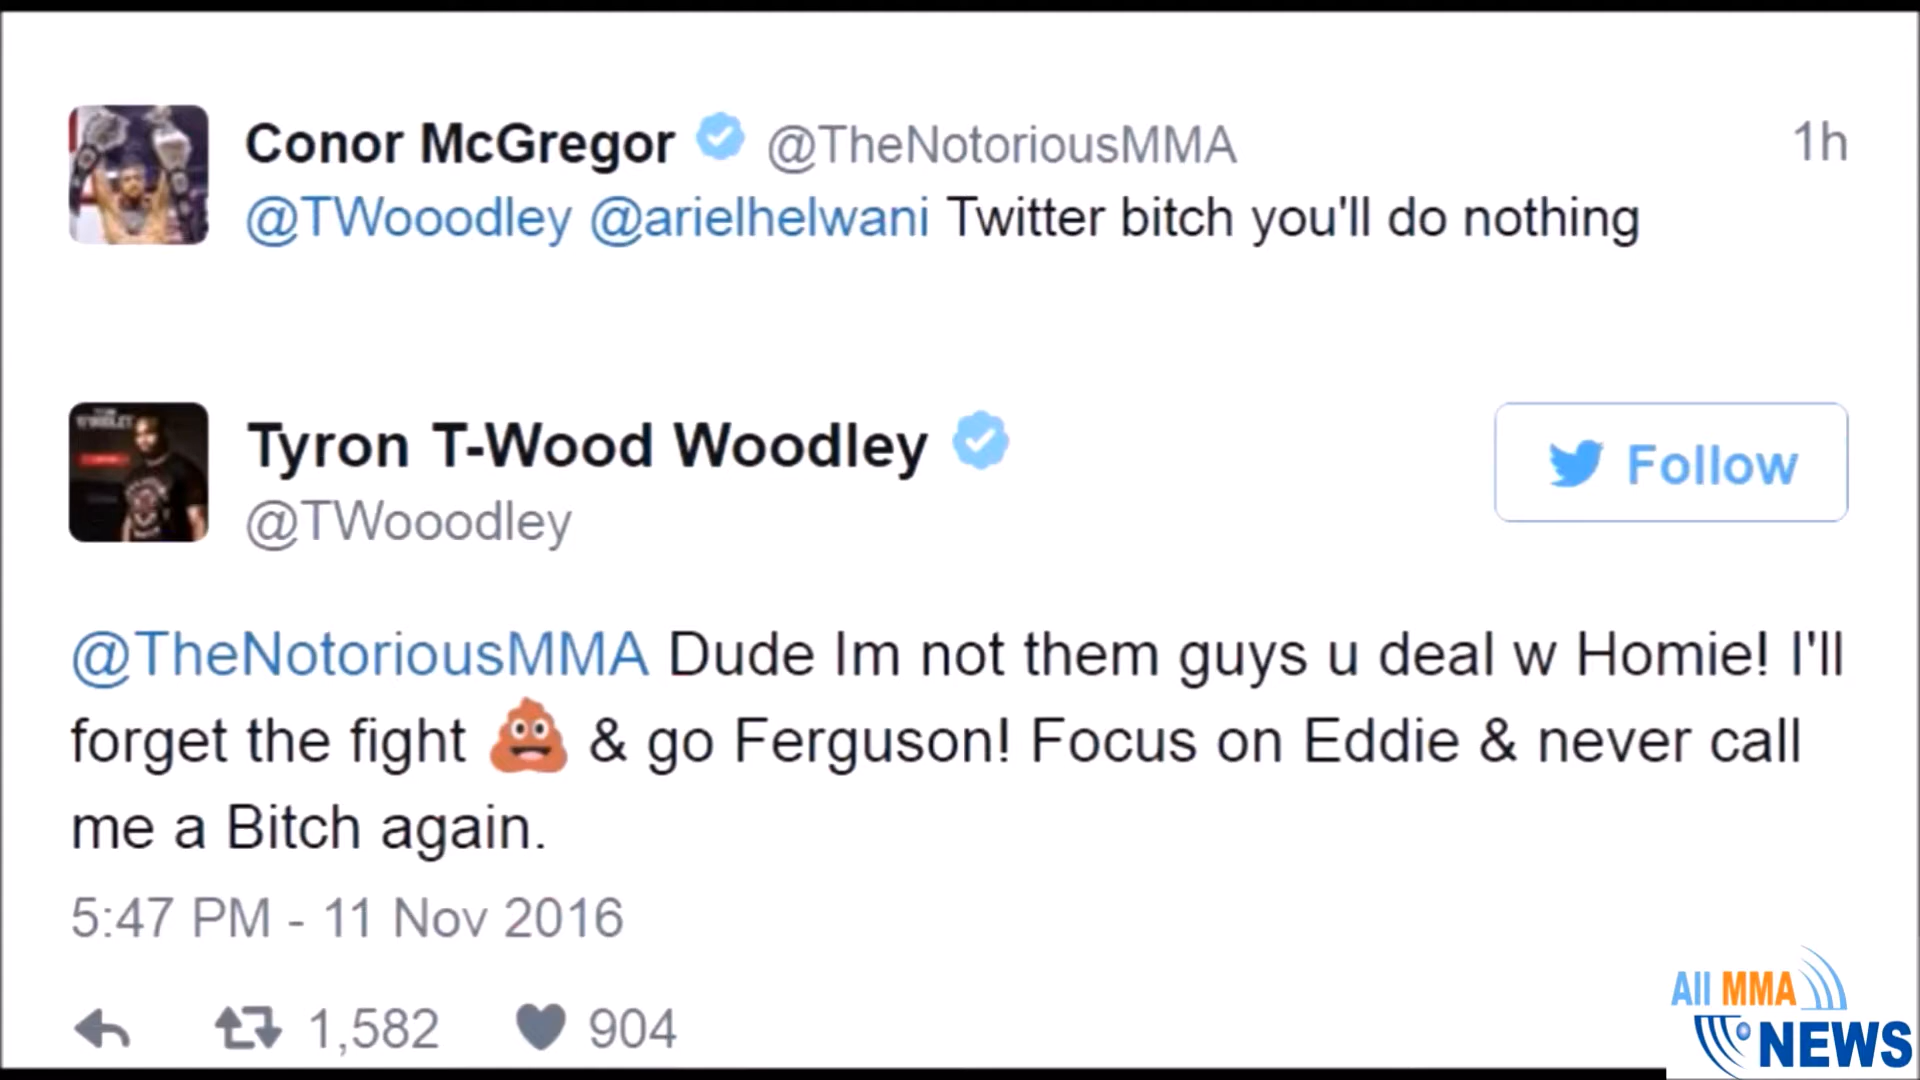 Conor McGregor @TheNotoriousMMA 1h
@TWooodley @arielhelwani Twitter bitch you'll do nothing
Tyron T-Wood Woodley
Follow
@TWooodley
@TheNotoriousMMA Dude Im not them guys u deal w Homie! I'll
forget the fight 💩 & go Ferguson! Focus on Eddie & never call
me a Bitch again.
5:47 PM - 11 Nov 2016
1,582 904
All MMA
NEWS